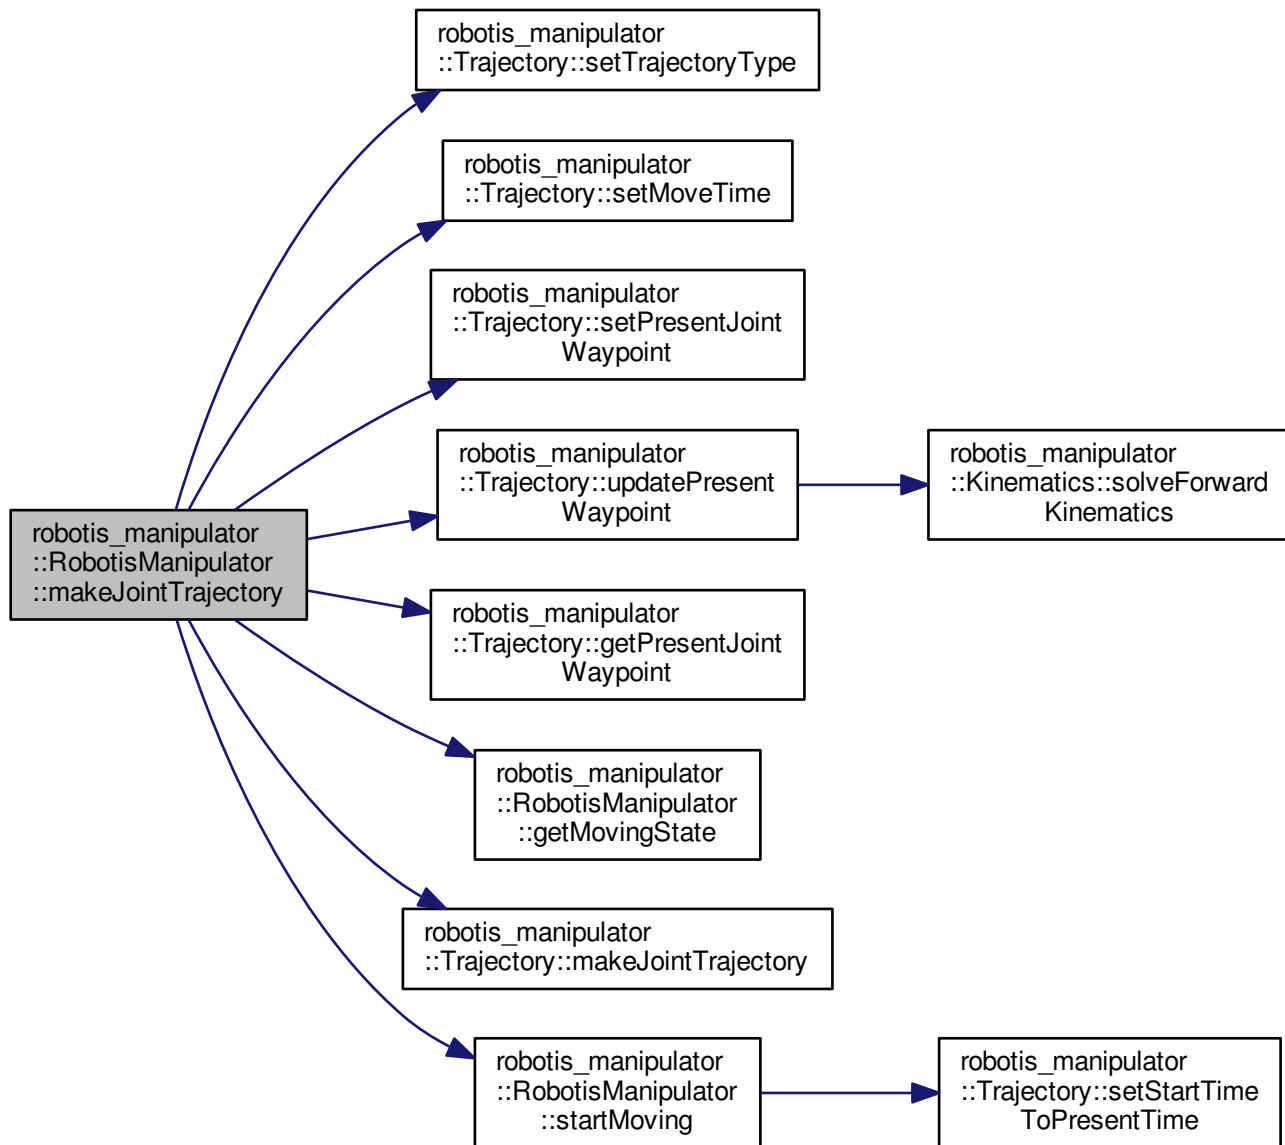 robotis_manipulator
::Trajectory::setTrajectoryType
robotis_manipulator
::Trajectory::setMoveTime
robotis_manipulator
::Trajectory::setPresentJoint
Waypoint
robotis_manipulator
::Trajectory::updatePresent
Waypoint
robotis_manipulator
::Kinematics::solveForward
Kinematics
robotis_manipulator
::RobotisManipulator
::makeJointTrajectory
robotis_manipulator
::Trajectory::getPresentJoint
Waypoint
robotis_manipulator
::RobotisManipulator
::getMovingState
robotis_manipulator
::Trajectory::makeJointTrajectory
robotis_manipulator
::RobotisManipulator
::startMoving
robotis_manipulator
::Trajectory::setStartTime
ToPresentTime